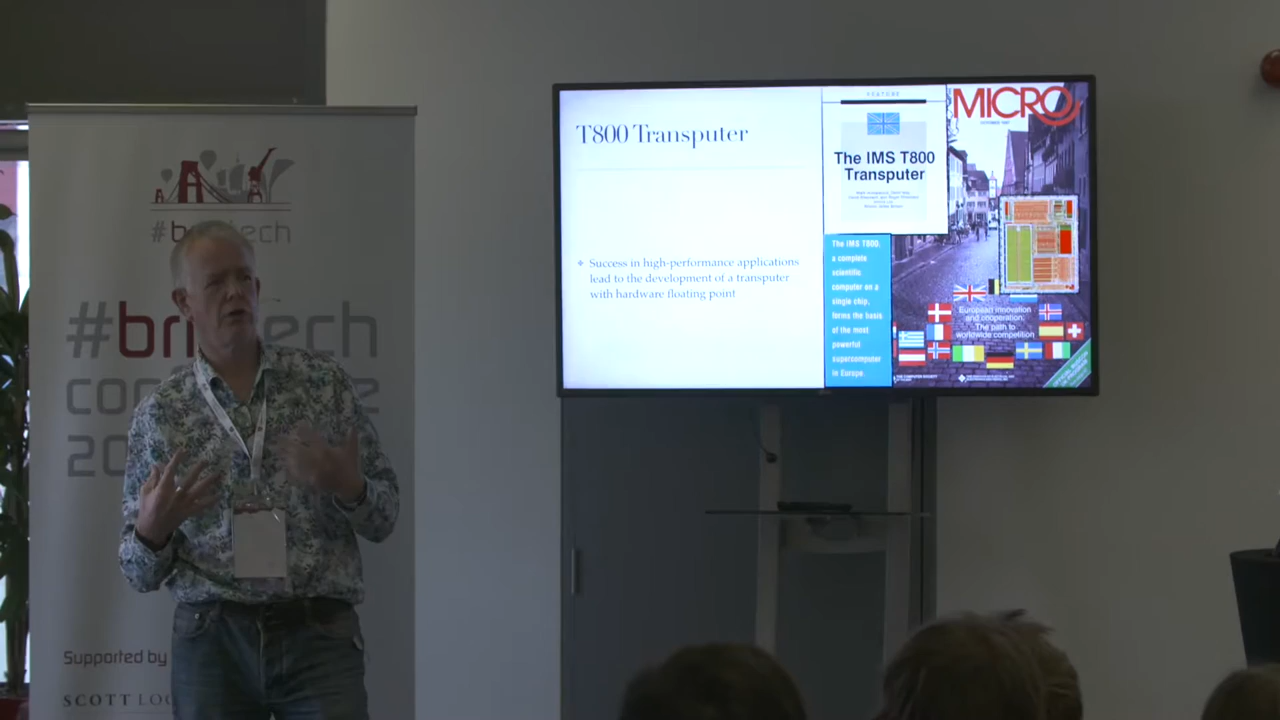 #b
tech
#bri
tech
con
e
20
Supported by
SCOTT LO
T800 Transputer
❖ Success in high-performance applications
lead to the development of a transputer
with hardware floating point
FEATURE
The IMS T800
Transputer
The IMS T800,
a complete
scientific
computer on a
single chip,
forms the basis
of the most
powerful
supercomputer
in Europe.
MICRO
European innovation
and cooperation:
The path to
worldwide competition